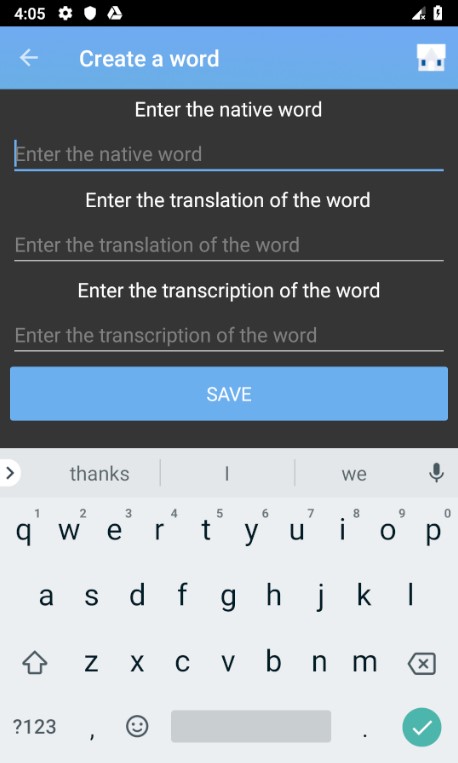 4:05
Create a word
Enter the native word
Enter the native word
Enter the translation of the word
Enter the translation of the word
Enter the transcription of the word
Enter the transcription of the word
SAVE
thanks I we
1 2 3 4 5 6 7 8 9 0
q w e r t y u i o p
a s d f g h j k l
z x c v b n m
?123 , .